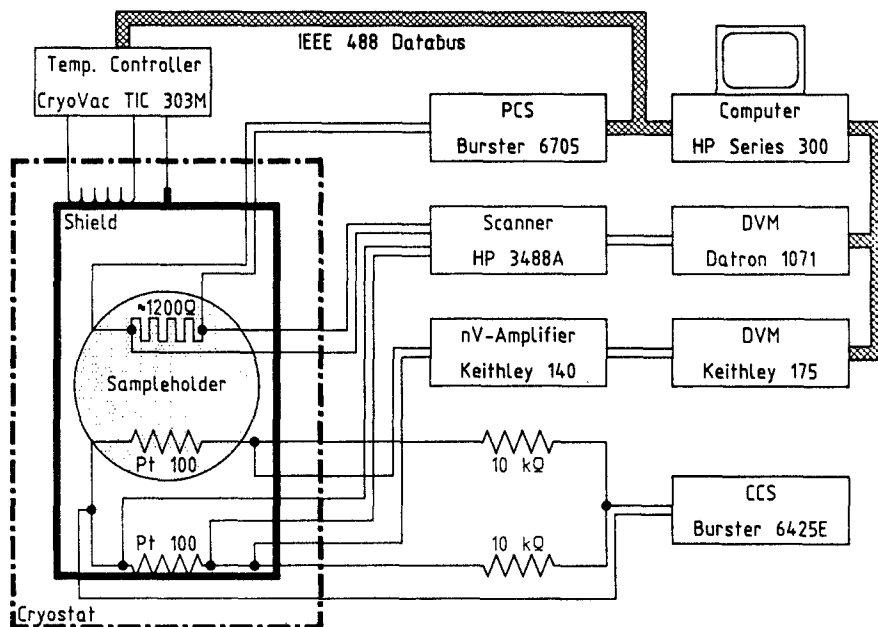 IEEE 488 Databus
Temp. Controller
CryoVac TIC 303M
PCS
Burster 6705
Computer
HP Series 300
Shield
Scanner
HP 3488A
DVM
Datron 1071
~1200Ω
Sampleholder
nV-Amplifier
Keithley 140
DVM
Keithley 175
Pt 100
10 kΩ
CCS
Burster 6425E
Pt 100
10 kΩ
Cryostat